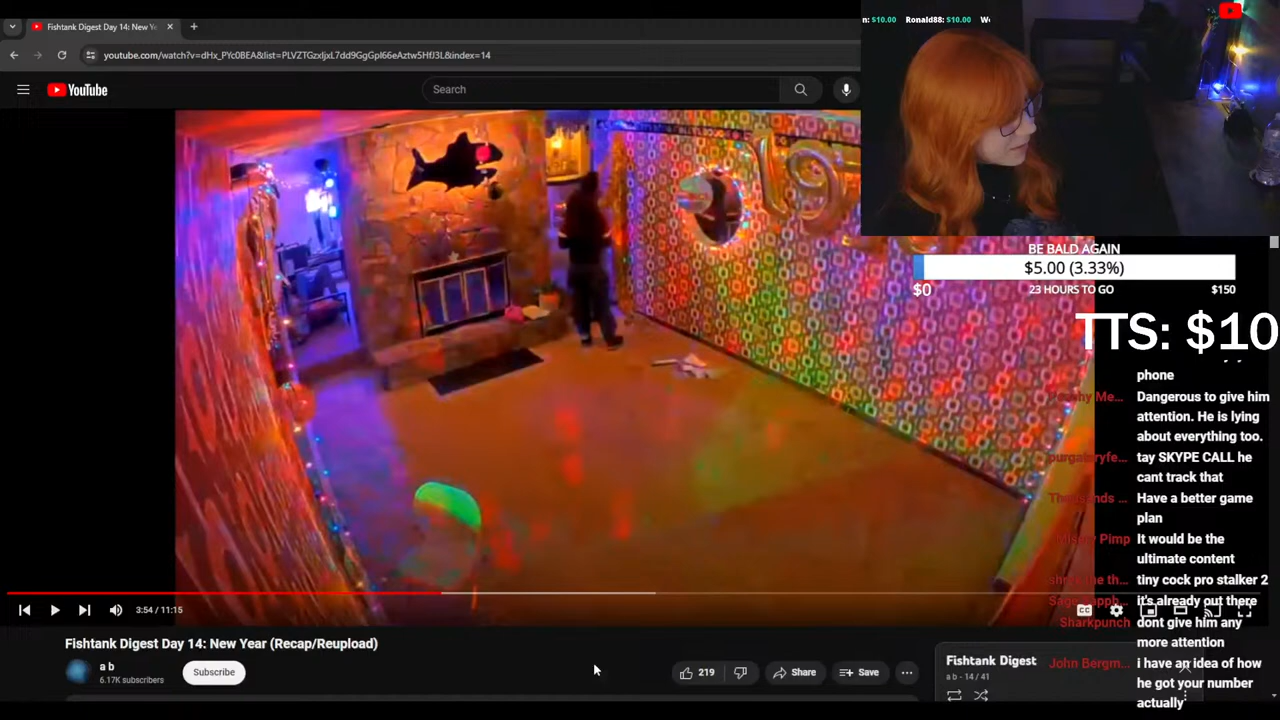 Fishtank Digest Day 14: New Ye
n: $10.00 Ronald88: $10.00 We
youtube.com/watch?v=dHx_PYc0BEA&list=PLVZTGzxljxL7dd9GgGpl66eAztw5HfJ3L&index=14
YouTube
Search
BE BALD AGAIN
$5.00 (3.33%)
$0 23 HOURS TO GO $150
TTS: $10
phone
Dangerous to give him
attention. He is lying
about everything too.
purgatoryfe... tay SKYPE CALL he
cant track that
Thousands ... Have a better game
plan
Pimp It would be the
ultimate content
tiny cock pro stalker 2
it's already out there
Sharkpunch dont give him any
more attention
John Bergm... i have an idea of how
he got your number
actually
3:54 / 11:15
CC
Fishtank Digest Day 14: New Year (Recap/Reupload)
a b
6.17K subscribers
Subscribe
219
Share
Save
Fishtank Digest
a b - 14 / 41